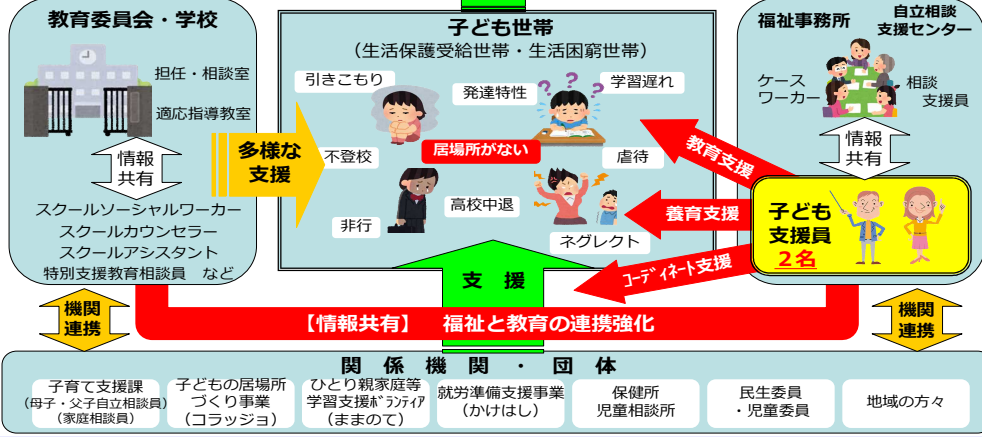 教育委員会・学校
担任・相談室
適応指導教室
情報
共有
スクールソーシャルワーカー
スクールカウンセラー
スクールアシスタント
特別支援教育相談員 など
多様な
支援
子ども世帯
(生活保護受給世帯・生活困窮世帯)
引きこもり
発達特性
学習遅れ
不登校
居場所がない
虐待
非行
高校中退
ネグレクト
福祉事務所
自立相談
支援センター
ケース
ワーカー
相談
支援員
情報
共有
教育支援
養育支援
コーディネート支援
子ども
支援員
2名
支 援
機関
連携
【情報共有】 福祉と教育の連携強化
機関
連携
関 係 機 関 ・ 団 体
子育て支援課
(母子・父子自立相談員)
(家庭相談員)
子どもの居場所
づくり事業
(コラッジョ)
ひとり親家庭等
学習支援ボランティア
(ままのて)
就労準備支援事業
(かけはし)
保健所
児童相談所
民生委員
・児童委員
地域の方々